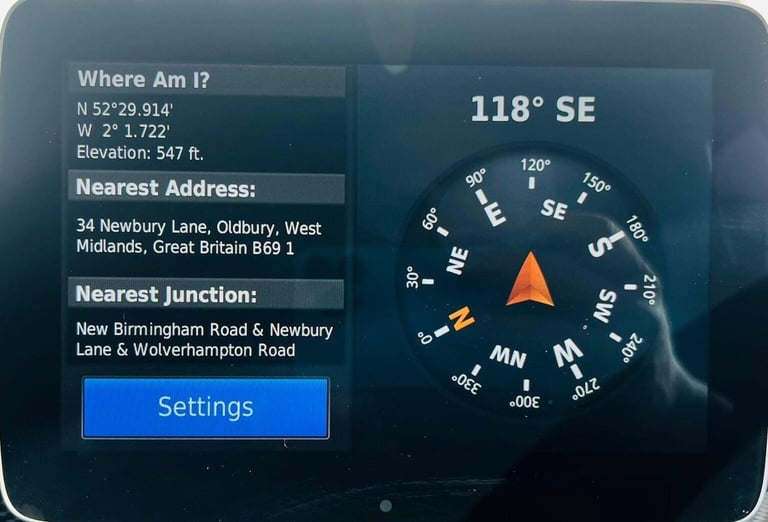 Where Am I?
N 52°29.914'
W 2° 1.722'
Elevation: 547 ft.
Nearest Address:
34 Newbury Lane, Oldbury, West
Midlands, Great Britain B69 1
Nearest Junction:
New Birmingham Road & Newbury
Lane & Wolverhampton Road
Settings
118° SE
120°
90°
150°
E
SE
60°
180°
NE
S
30°
210°
SW
N
0°
240°
NW
W
330°
270°
300°